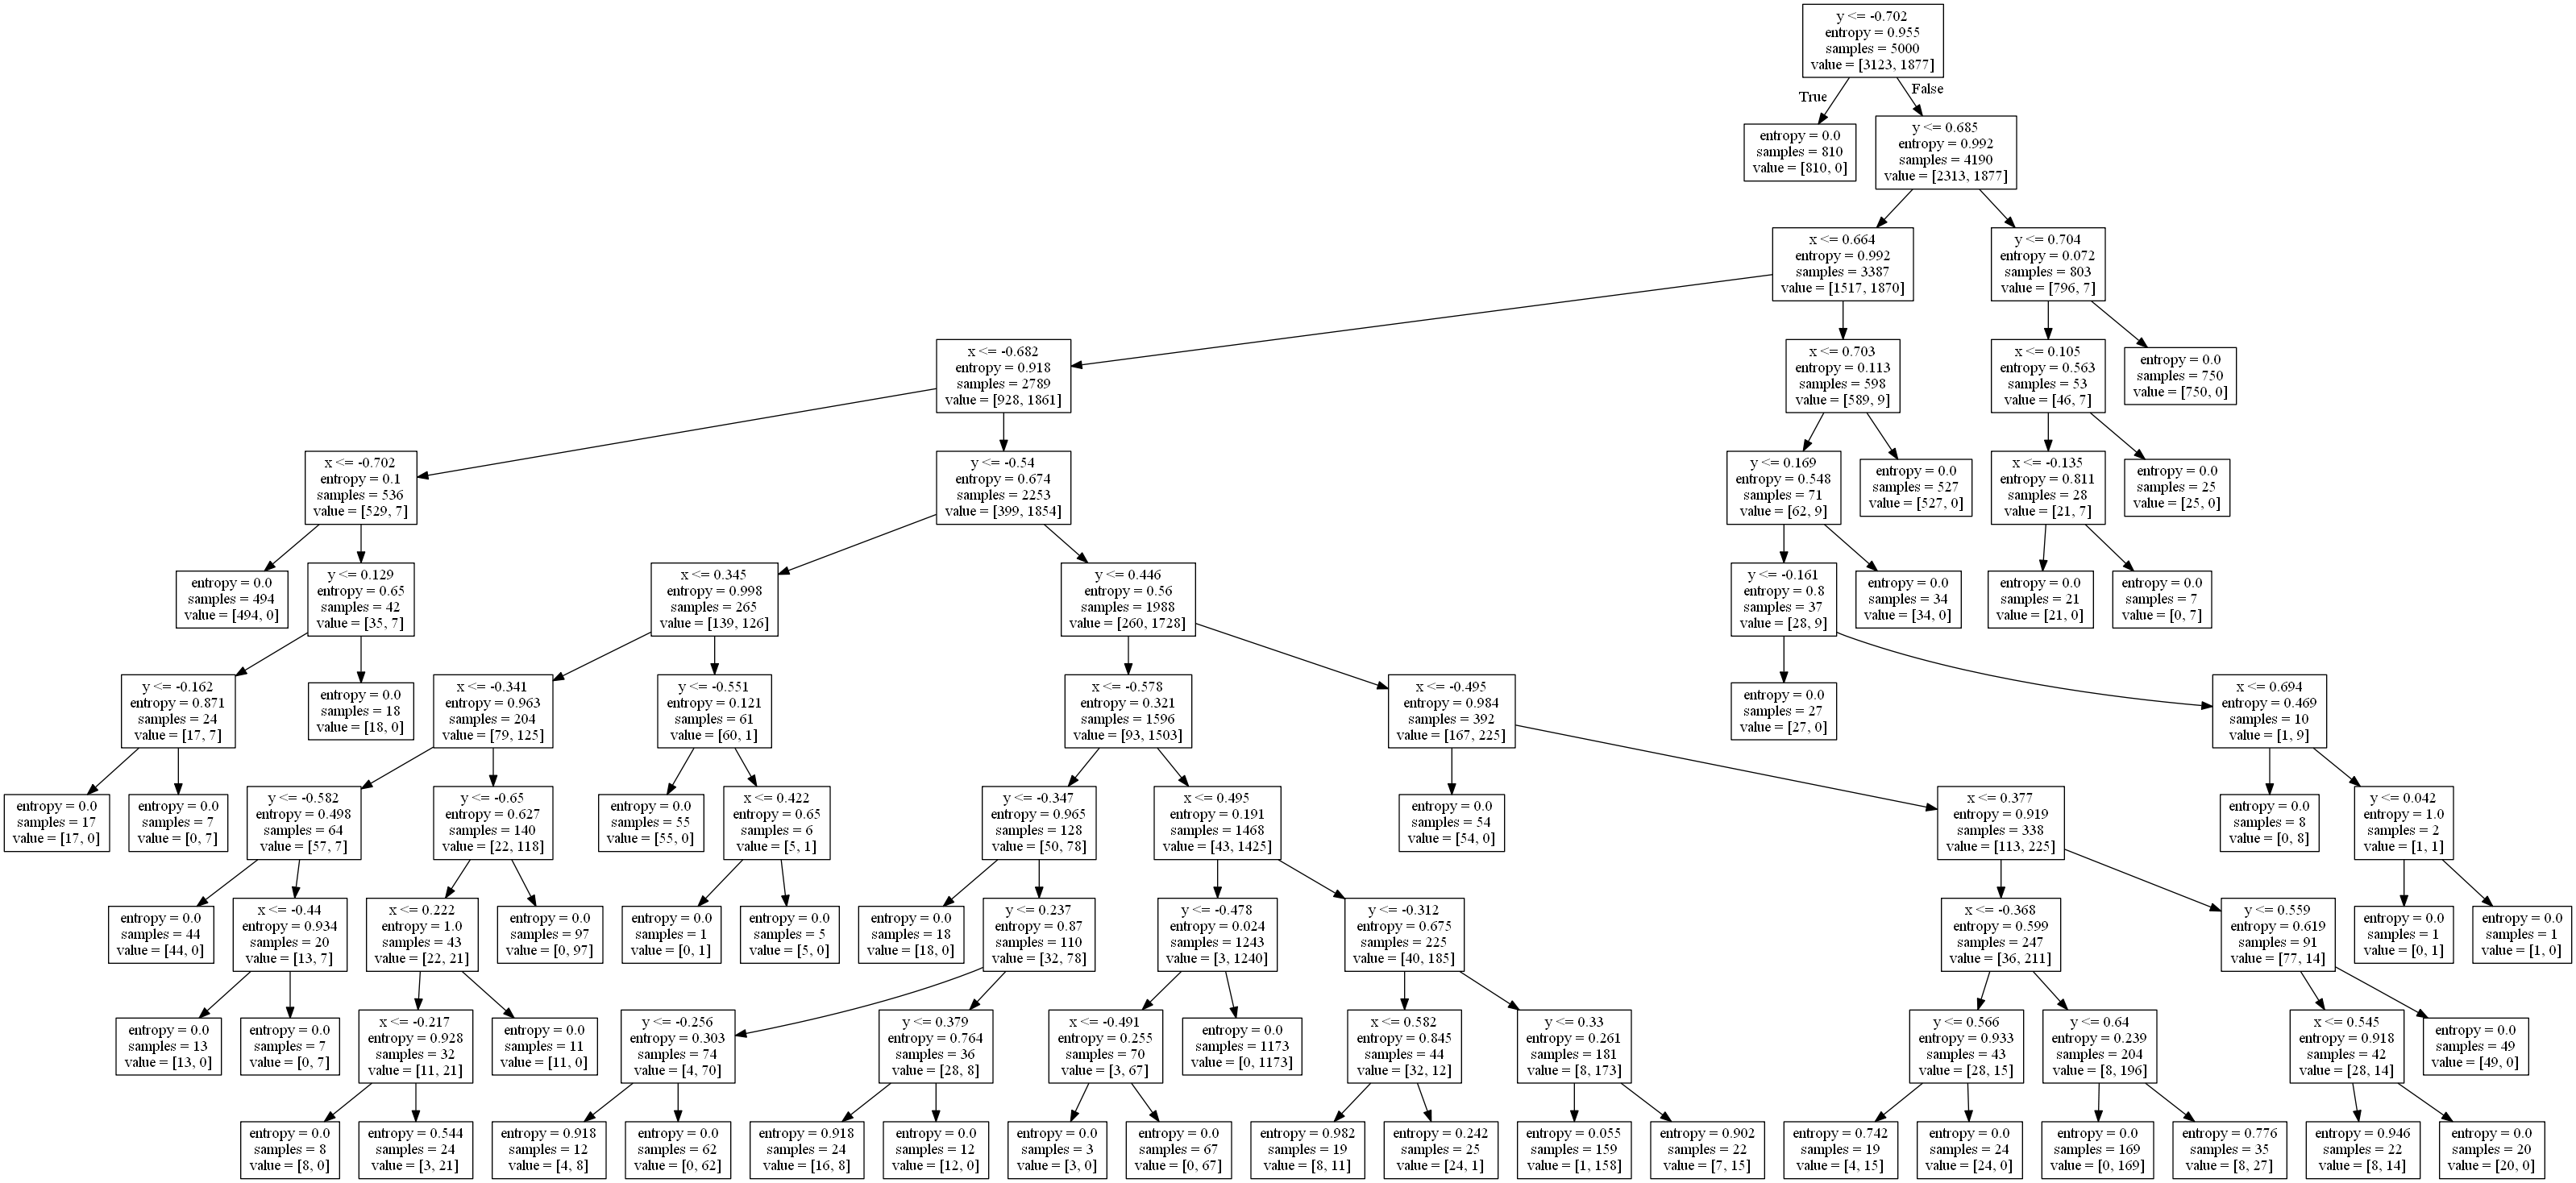 y <= -0.702
entropy = 0.955
samples = 5000
value = [3123, 1877]
True
False
entropy = 0.0
samples = 810
value = [810, 0]
y <= 0.685
entropy = 0.992
samples = 4190
value = [2313, 1877]
x <= 0.664
entropy = 0.992
samples = 3387
value = [1517, 1870]
y <= 0.704
entropy = 0.072
samples = 803
value = [796, 7]
x <= -0.682
entropy = 0.918
samples = 2789
value = [928, 1861]
x <= 0.703
entropy = 0.113
samples = 598
value = [589, 9]
x <= 0.105
entropy = 0.563
samples = 53
value = [46, 7]
entropy = 0.0
samples = 750
value = [750, 0]
x <= -0.702
entropy = 0.1
samples = 536
value = [529, 7]
y <= -0.54
entropy = 0.674
samples = 2253
value = [399, 1854]
y <= 0.169
entropy = 0.548
samples = 71
value = [62, 9]
entropy = 0.0
samples = 527
value = [527, 0]
x <= -0.135
entropy = 0.811
samples = 28
value = [21, 7]
entropy = 0.0
samples = 25
value = [25, 0]
entropy = 0.0
samples = 494
value = [494, 0]
y <= 0.129
entropy = 0.65
samples = 42
value = [35, 7]
x <= 0.345
entropy = 0.998
samples = 265
value = [139, 126]
y <= 0.446
entropy = 0.56
samples = 1988
value = [260, 1728]
y <= -0.161
entropy = 0.8
samples = 37
value = [28, 9]
entropy = 0.0
samples = 34
value = [34, 0]
entropy = 0.0
samples = 21
value = [21, 0]
entropy = 0.0
samples = 7
value = [0, 7]
y <= -0.162
entropy = 0.871
samples = 24
value = [17, 7]
entropy = 0.0
samples = 18
value = [18, 0]
x <= -0.341
entropy = 0.963
samples = 204
value = [79, 125]
y <= -0.551
entropy = 0.121
samples = 61
value = [60, 1]
x <= -0.578
entropy = 0.321
samples = 1596
value = [93, 1503]
x <= -0.495
entropy = 0.984
samples = 392
value = [167, 225]
entropy = 0.0
samples = 27
value = [27, 0]
x <= 0.694
entropy = 0.469
samples = 10
value = [1, 9]
entropy = 0.0
samples = 17
value = [17, 0]
entropy = 0.0
samples = 7
value = [0, 7]
y <= -0.582
entropy = 0.498
samples = 64
value = [57, 7]
y <= -0.65
entropy = 0.627
samples = 140
value = [22, 118]
entropy = 0.0
samples = 55
value = [55, 0]
x <= 0.422
entropy = 0.65
samples = 6
value = [5, 1]
y <= -0.347
entropy = 0.965
samples = 128
value = [50, 78]
x <= 0.495
entropy = 0.191
samples = 1468
value = [43, 1425]
entropy = 0.0
samples = 54
value = [54, 0]
x <= 0.377
entropy = 0.919
samples = 338
value = [113, 225]
entropy = 0.0
samples = 8
value = [0, 8]
y <= 0.042
entropy = 1.0
samples = 2
value = [1, 1]
entropy = 0.0
samples = 44
value = [44, 0]
x <= -0.44
entropy = 0.934
samples = 20
value = [13, 7]
x <= 0.222
entropy = 1.0
samples = 43
value = [22, 21]
entropy = 0.0
samples = 97
value = [0, 97]
entropy = 0.0
samples = 1
value = [0, 1]
entropy = 0.0
samples = 5
value = [5, 0]
entropy = 0.0
samples = 18
value = [18, 0]
y <= 0.237
entropy = 0.87
samples = 110
value = [32, 78]
y <= -0.478
entropy = 0.024
samples = 1243
value = [3, 1240]
y <= -0.312
entropy = 0.675
samples = 225
value = [40, 185]
x <= -0.368
entropy = 0.599
samples = 247
value = [36, 211]
y <= 0.559
entropy = 0.619
samples = 91
value = [77, 14]
entropy = 0.0
samples = 1
value = [0, 1]
entropy = 0.0
samples = 1
value = [1, 0]
entropy = 0.0
samples = 13
value = [13, 0]
entropy = 0.0
samples = 7
value = [0, 7]
x <= -0.217
entropy = 0.928
samples = 32
value = [11, 21]
entropy = 0.0
samples = 11
value = [11, 0]
y <= -0.256
entropy = 0.303
samples = 74
value = [4, 70]
y <= 0.379
entropy = 0.764
samples = 36
value = [28, 8]
x <= -0.491
entropy = 0.255
samples = 70
value = [3, 67]
entropy = 0.0
samples = 1173
value = [0, 1173]
x <= 0.582
entropy = 0.845
samples = 44
value = [32, 12]
y <= 0.33
entropy = 0.261
samples = 181
value = [8, 173]
y <= 0.566
entropy = 0.933
samples = 43
value = [28, 15]
y <= 0.64
entropy = 0.239
samples = 204
value = [8, 196]
x <= 0.545
entropy = 0.918
samples = 42
value = [28, 14]
entropy = 0.0
samples = 49
value = [49, 0]
entropy = 0.0
samples = 8
value = [8, 0]
entropy = 0.544
samples = 24
value = [3, 21]
entropy = 0.918
samples = 12
value = [4, 8]
entropy = 0.0
samples = 62
value = [0, 62]
entropy = 0.918
samples = 24
value = [16, 8]
entropy = 0.0
samples = 12
value = [12, 0]
entropy = 0.0
samples = 3
value = [3, 0]
entropy = 0.0
samples = 67
value = [0, 67]
entropy = 0.982
samples = 19
value = [8, 11]
entropy = 0.242
samples = 25
value = [24, 1]
entropy = 0.055
samples = 159
value = [1, 158]
entropy = 0.902
samples = 22
value = [7, 15]
entropy = 0.742
samples = 19
value = [4, 15]
entropy = 0.0
samples = 24
value = [24, 0]
entropy = 0.0
samples = 169
value = [0, 169]
entropy = 0.776
samples = 35
value = [8, 27]
entropy = 0.946
samples = 22
value = [8, 14]
entropy = 0.0
samples = 20
value = [20, 0]